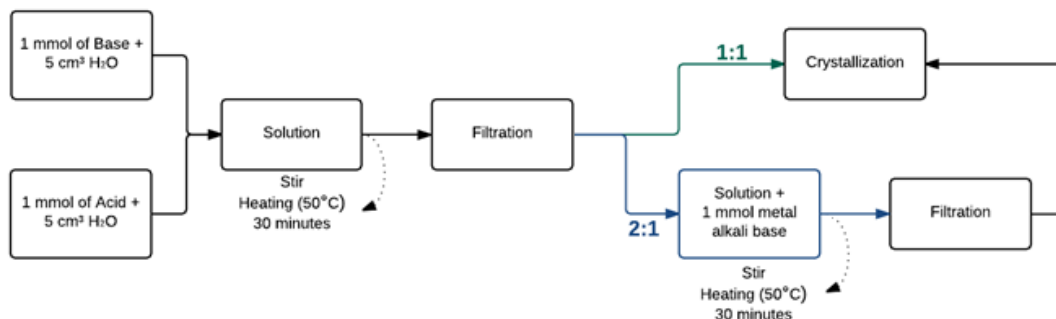 1 mmol of Base +
5 cm³ H₂O
1 mmol of Acid +
5 cm³ H₂O
Solution
Stir
Heating (50°C)
30 minutes
Filtration
1:1
Crystallization
2:1
Solution +
1 mmol metal
alkali base
Stir
Heating (50°C)
30 minutes
Filtration